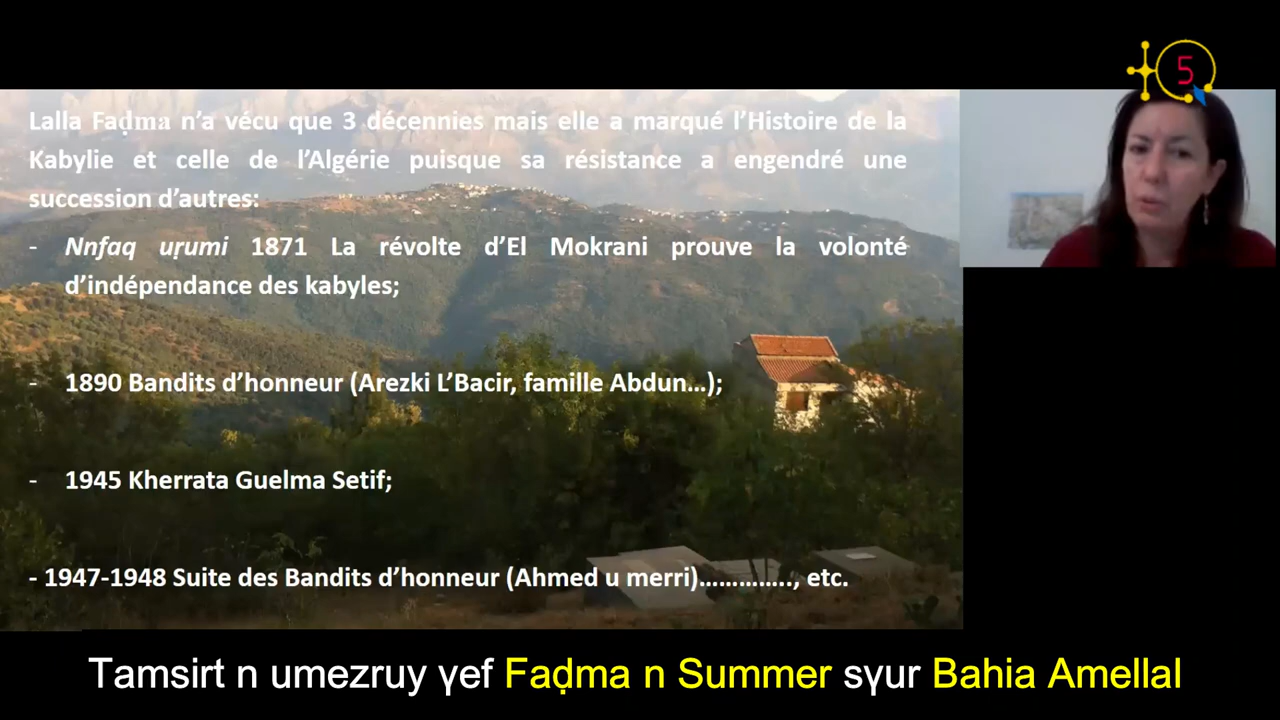 5
Lalla Faḍma n’a vécu que 3 décennies mais elle a marqué l’Histoire de la
Kabylie et celle de l’Algérie puisque sa résistance a engendré une
succession d’autres:
- Nnfaq uṛumi 1871 La révolte d’El Mokrani prouve la volonté
d’indépendance des kabyles;
- 1890 Bandits d’honneur (Arezki L’Bacir, famille Abdun…);
- 1945 Kherrata Guelma Setif;
- 1947-1948 Suite des Bandits d’honneur (Ahmed u merri)………….., etc.
Tamsirt n umezruy γef Faḍma n Summer sγur Bahia Amellal